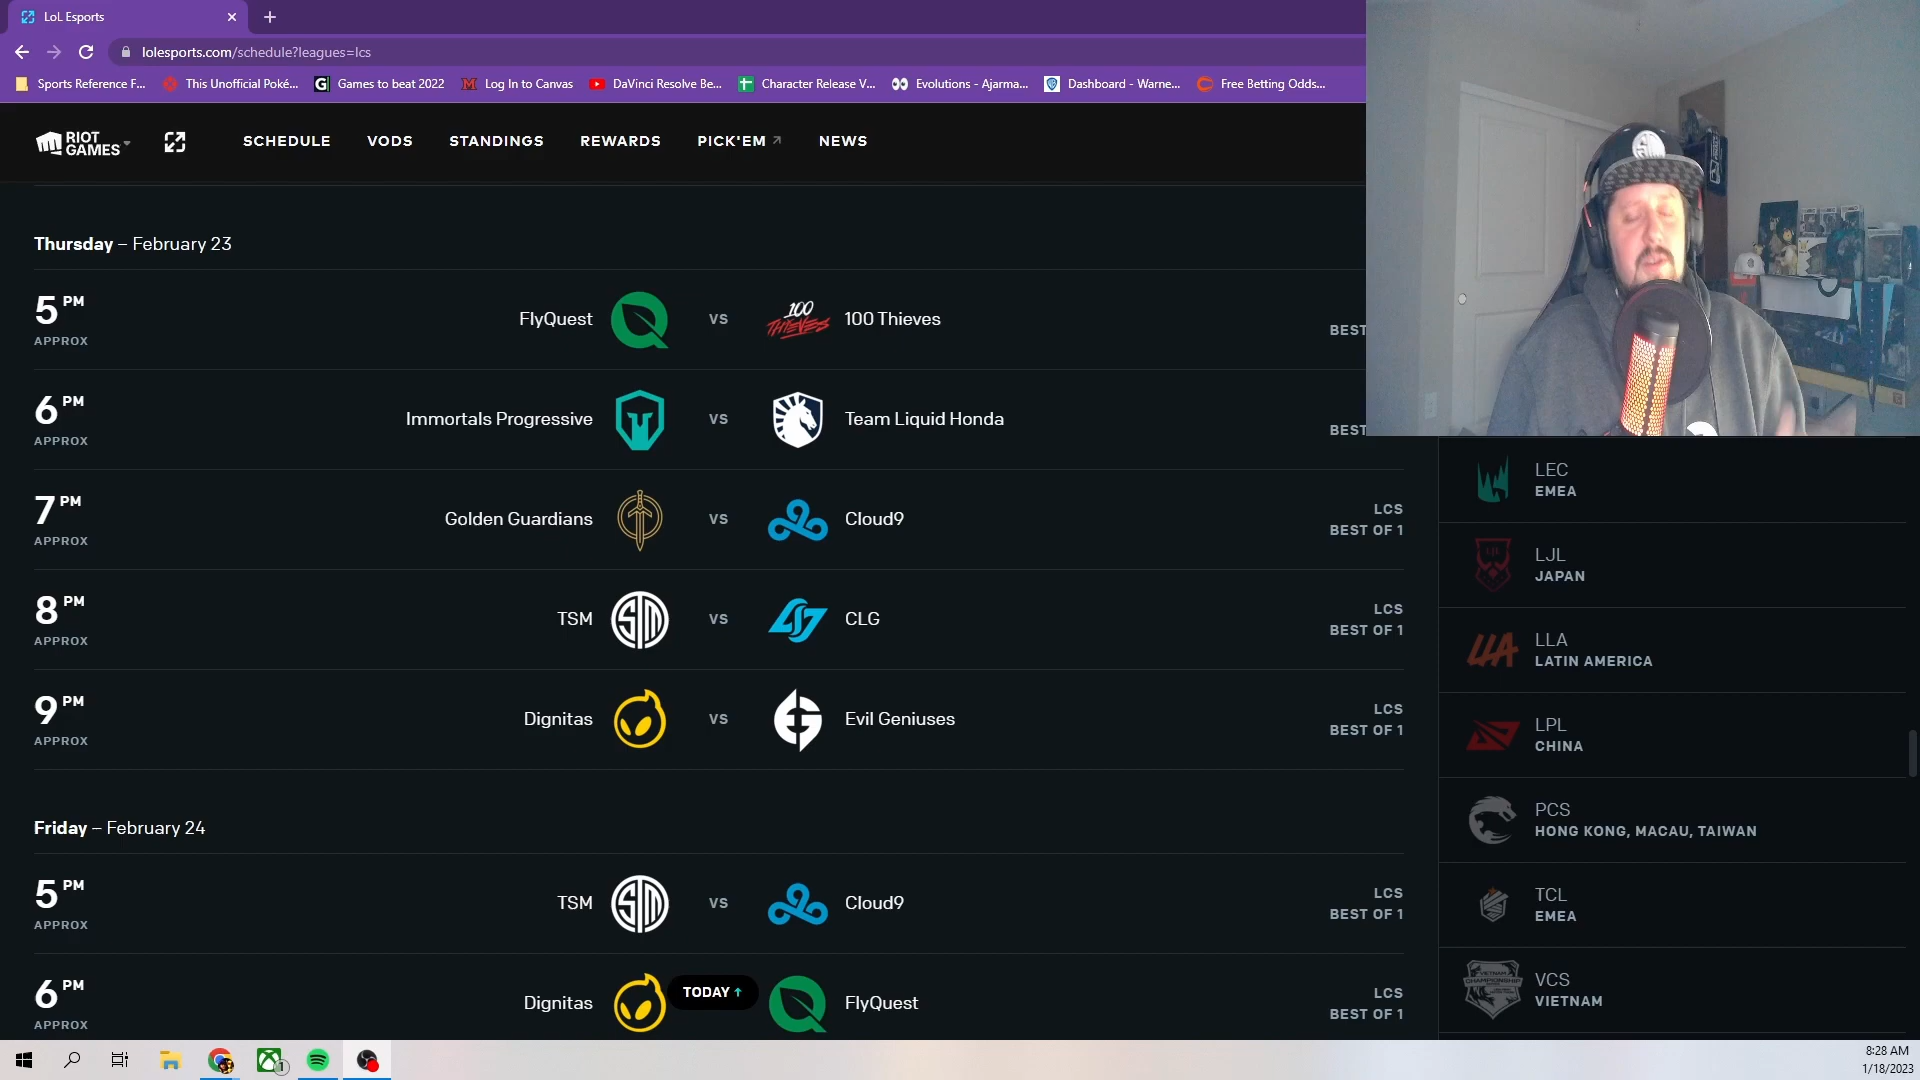 LoL Esports
lolesports.com/schedule?leagues=lcs
Sports Reference F...
This Unofficial Poké...
Games to beat 2022
Log In to Canvas
DaVinci Resolve Be...
Character Release V...
Evolutions - Ajarma...
Dashboard - Warne...
Free Betting Odds...
RIOT GAMES
SCHEDULE
VODS
STANDINGS
REWARDS
PICK'EM
NEWS
Thursday – February 23
5 PM
APPROX
FlyQuest
VS
100 THIEVES
100 Thieves
BEST
6 PM
APPROX
Immortals Progressive
VS
Team Liquid Honda
BEST
7 PM
APPROX
Golden Guardians
VS
Cloud9
LCS
BEST OF 1
8 PM
APPROX
TSM
TSM
VS
CLG
LCS
BEST OF 1
9 PM
APPROX
Dignitas
VS
Evil Geniuses
LCS
BEST OF 1
Friday – February 24
5 PM
APPROX
TSM
TSM
VS
Cloud9
LCS
BEST OF 1
6 PM
APPROX
Dignitas
TODAY ↑
FlyQuest
LCS
BEST OF 1
LEC
EMEA
LJL
JAPAN
LLA
LATIN AMERICA
LPL
CHINA
PCS
HONG KONG, MACAU, TAIWAN
TCL
EMEA
VCS
VIETNAM
1
8:28 AM
1/18/2023